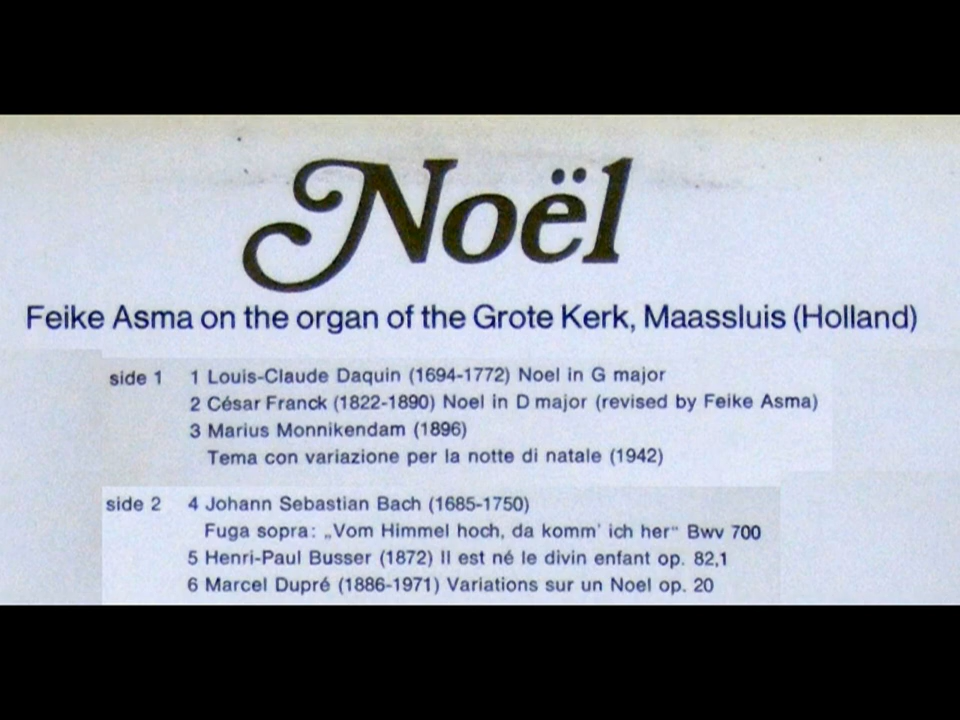 Noël
Feike Asma on the organ of the Grote Kerk, Maassluis (Holland)
side 1 1 Louis-Claude Daquin (1694-1772) Noel in G major
2 César Franck (1822-1890) Noel in D major (revised by Feike Asma)
3 Marius Monnikendam (1896)
Tema con variazione per la notte di natale (1942)
side 2 4 Johann Sebastian Bach (1685-1750)
Fuga sopra: „Vom Himmel hoch, da komm' ich her" Bwv 700
5 Henri-Paul Busser (1872) Il est né le divin enfant op. 82,1
6 Marcel Dupré (1886-1971) Variations sur un Noel op. 20